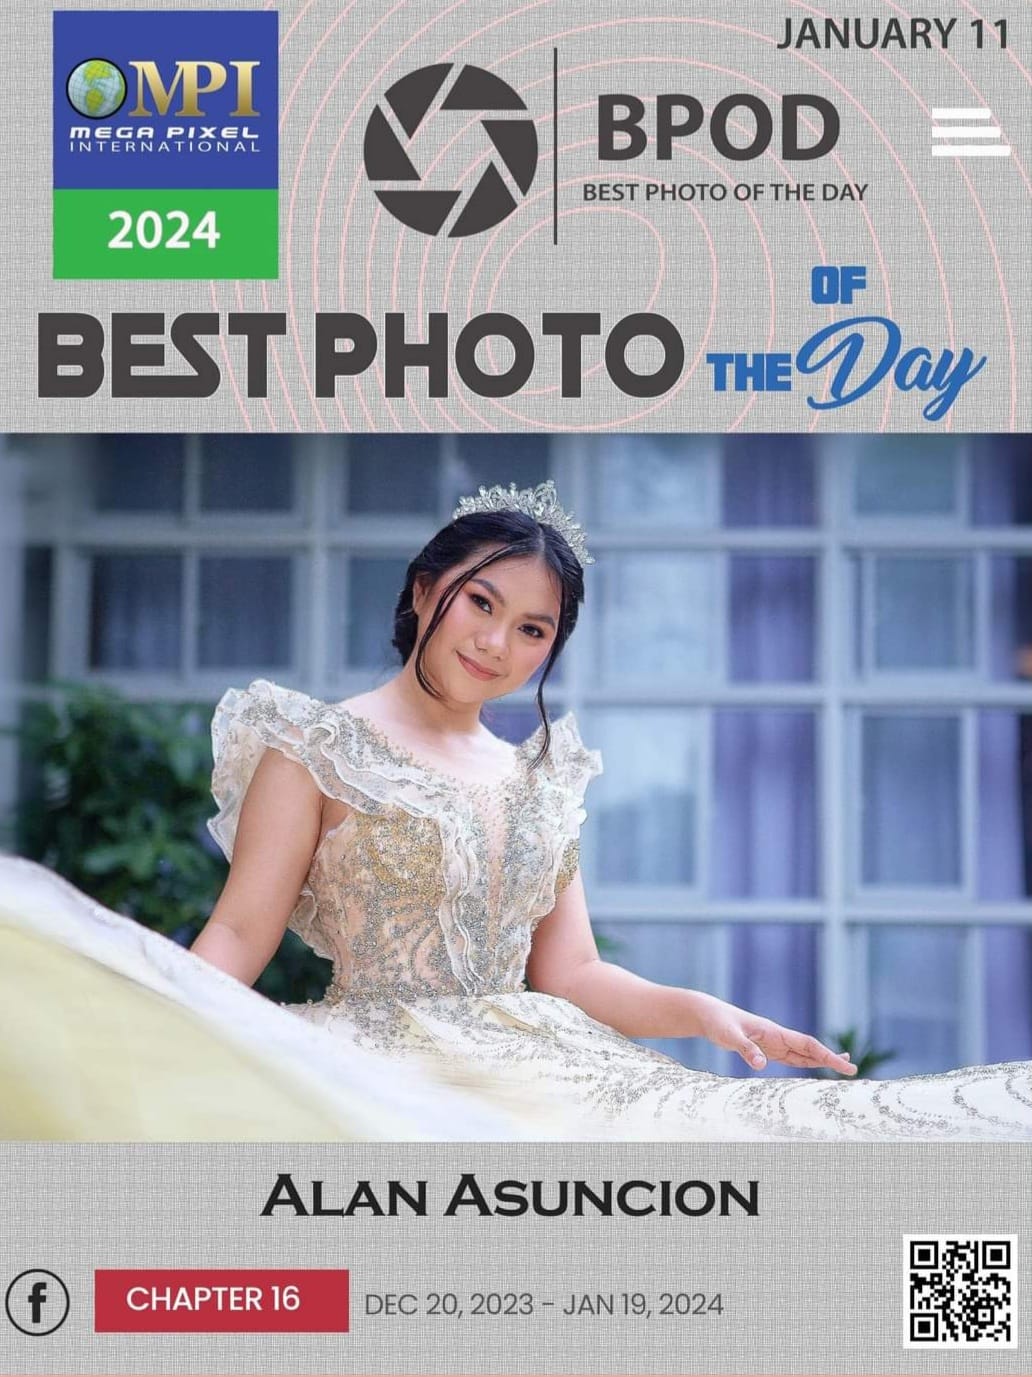 JANUARY 11
MPI
MEGA PIXEL
INTERNATIONAL
2024
BPOD
BEST PHOTO OF THE DAY
BEST PHOTO OF THE Day
ALAN ASUNCION
f
CHAPTER 16
DEC 20, 2023 - JAN 19, 2024